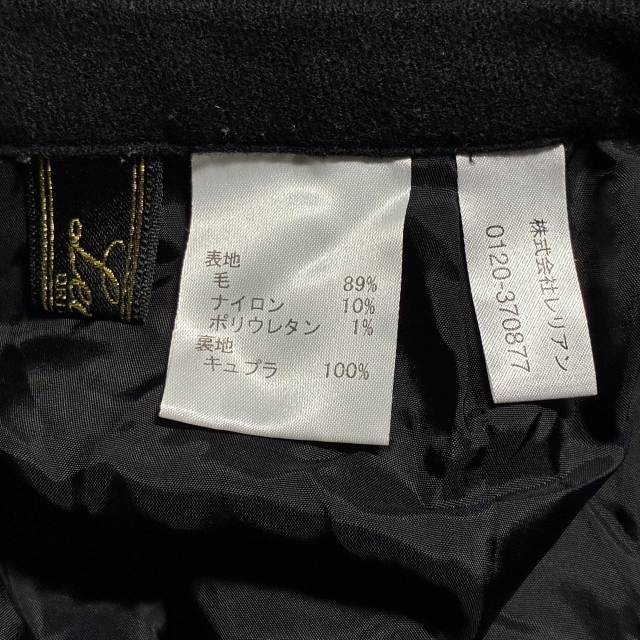 表地
毛 89%
ナイロン 10%
ポリウレタン 1%
裏地
キュプラ 100%
株式会社レリアン
0120-370877